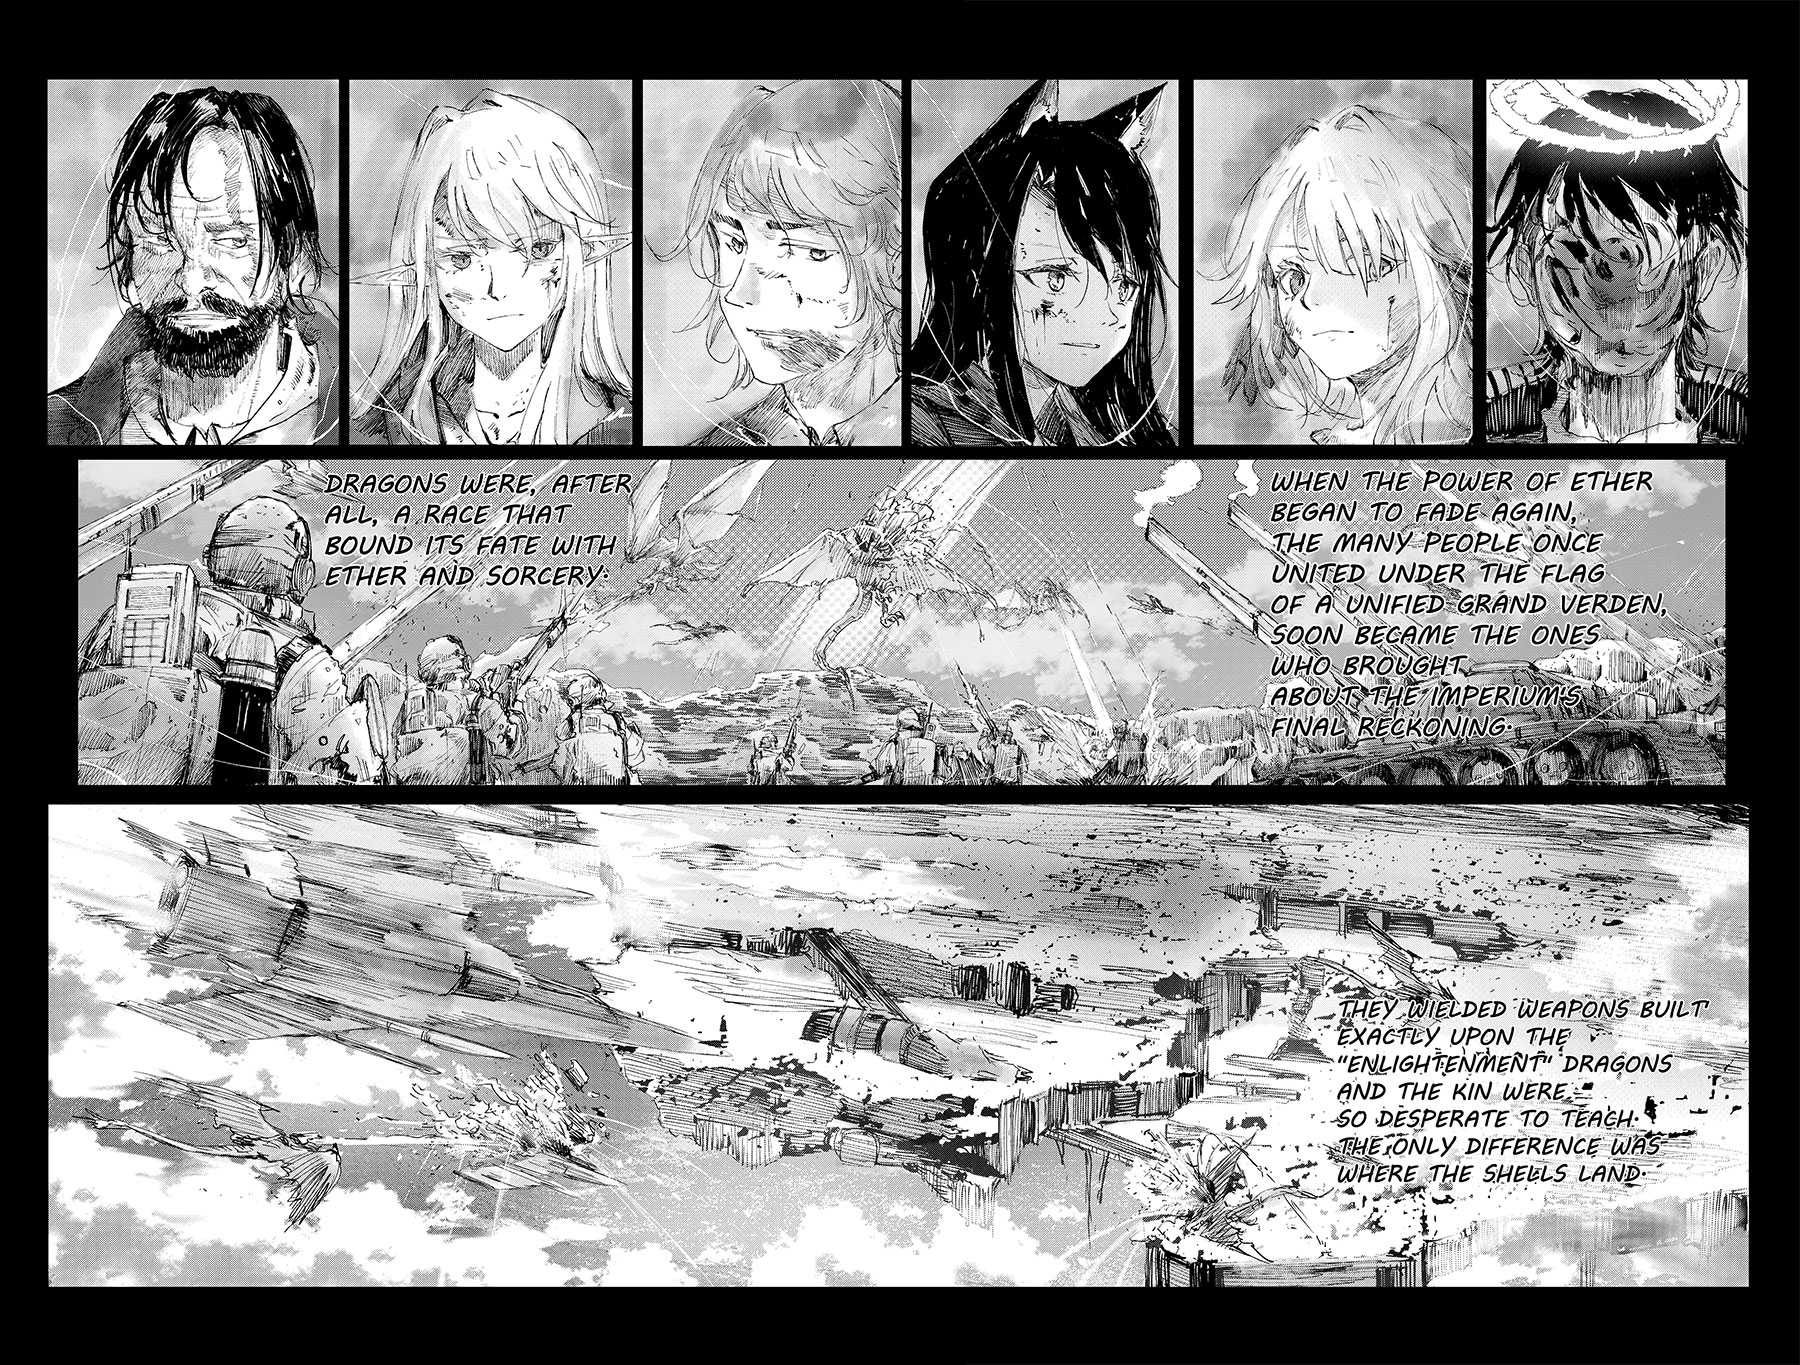 DRAGONS WERE, AFTER
ALL, A RACE THAT
BOUND ITS FATE WITH
ETHER AND SORCERY.
WHEN THE POWER OF ETHER
BEGAN TO FADE AGAIN,
THE MANY PEOPLE ONCE
UNITED UNDER THE FLAG
OF A UNIFIED GRAND VERDEN,
SOON BECAME THE ONES
WHO BROUGHT
ABOUT THE IMPERIUM'S
FINAL RECKONING.
THEY WIELDED WEAPONS BUILT
EXACTLY UPON THE
"ENLIGHTENMENT" DRAGONS
AND THE KIN WERE
SO DESPERATE TO TEACH.
THE ONLY DIFFERENCE WAS
WHERE THE SHELLS LAND.